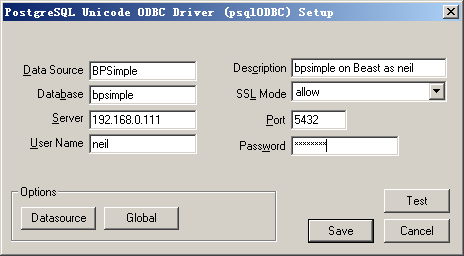 PostgreSQL Unicode ODBC Driver (psqlODBC) Setup
Data Source BPSimple
Description bpsimple on Beast as neil
Database bpsimple
SSL Mode allow
Server 192.168.0.111
Port 5432
User Name neil
Password ********
Options
Datasource Global
Test
Save Cancel